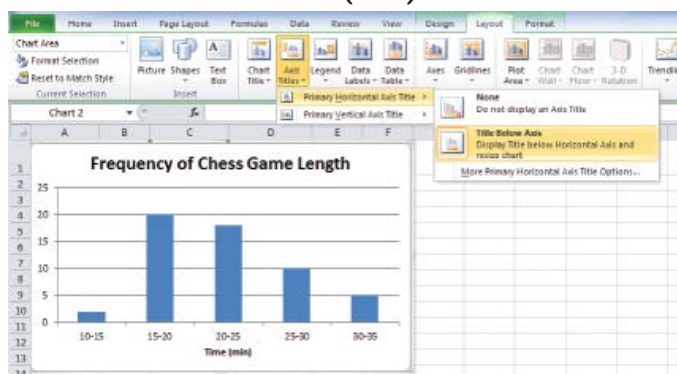 File Home Insert Page Layout Formulas Data Review View Design Layout Format
Chart Area
Format Selection
Reset to Match Style
Current Selection
Picture Shapes Text Box
Insert
Chart Title Axis Titles Legend Data Labels Data Table
Axes Gridlines
Plot Area Chart Wall Chart Floor 3-D Rotation
Trendli
Primary Horizontal Axis Title
Primary Vertical Axis Title
None
Do not display an Axis Title
Title Below Axis
Display Title below Horizontal Axis and
resize chart
More Primary Horizontal Axis Title Options...
Chart 2 fx
A B C D E F
Frequency of Chess Game Length
25
20
15
10
5
0
10-15 15-20 20-25 25-30 30-35
Time (min)
1
2
3
4
5
6
7
8
9
10
11
12
13